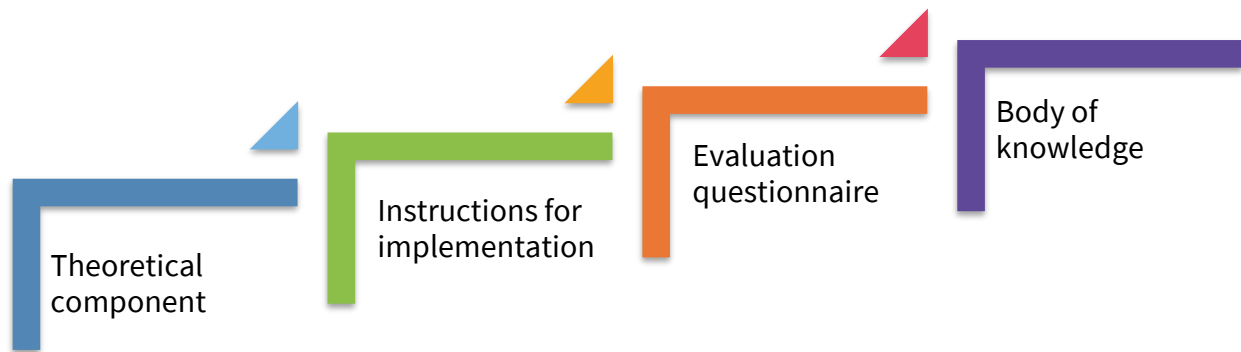 Theoretical
component
Instructions for
implementation
Evaluation
questionnaire
Body of
knowledge